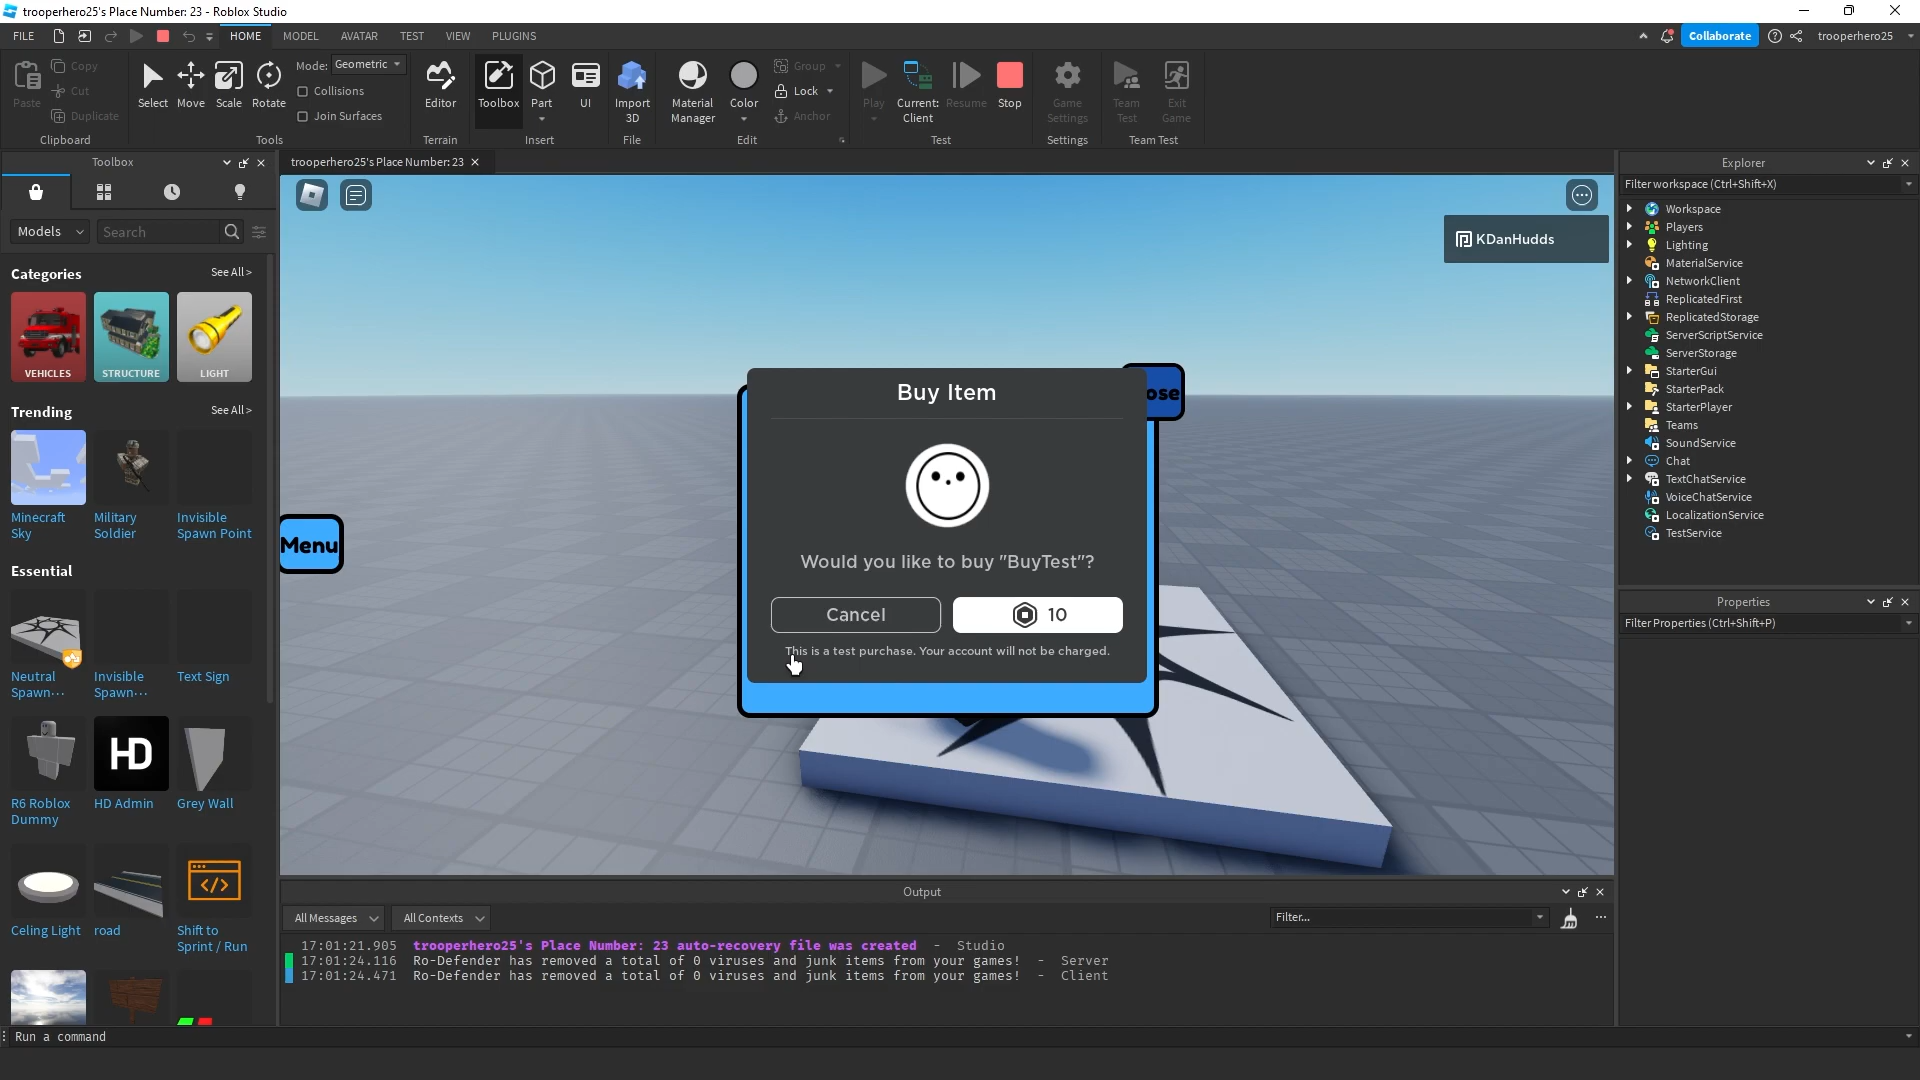 trooperhero25's Place Number: 23 - Roblox Studio
FILE HOME MODEL AVATAR TEST VIEW PLUGINS Collaborate trooperhero25
Paste Copy Cut Duplicate Clipboard
Select Move Scale Rotate Mode: Geometric Collisions Join Surfaces Tools
Editor Terrain
Toolbox Part UI Insert
Import 3D File
Material Manager Color Group Lock Anchor Edit
Play Current: Client Resume Stop Test
Game Settings Settings
Team Test Exit Game Team Test
Toolbox
Models Search
Categories See All >
VEHICLES STRUCTURE LIGHT
Trending See All >
Minecraft Sky
Military Soldier
Invisible Spawn Point
Essential
Neutral Spawn...
Invisible Spawn...
Text Sign
R6 Roblox Dummy
HD
HD Admin
Grey Wall
Celing Light
road
Shift to Sprint / Run
trooperhero25's Place Number: 23
KDanHudds
Menu
ose
Buy Item
Would you like to buy "BuyTest"?
Cancel 10
This is a test purchase. Your account will not be charged.
Output
All Messages All Contexts Filter...
17:01:21.905 trooperhero25's Place Number: 23 auto-recovery file was created - Studio
17:01:24.116 Ro-Defender has removed a total of 0 viruses and junk items from your games! - Server
17:01:24.471 Ro-Defender has removed a total of 0 viruses and junk items from your games! - Client
Run a command
Explorer
Filter workspace (Ctrl+Shift+X)
Workspace
Players
Lighting
MaterialService
NetworkClient
ReplicatedFirst
ReplicatedStorage
ServerScriptService
ServerStorage
StarterGui
StarterPack
StarterPlayer
Teams
SoundService
Chat
TextChatService
VoiceChatService
LocalizationService
TestService
Properties
Filter Properties (Ctrl+Shift+P)